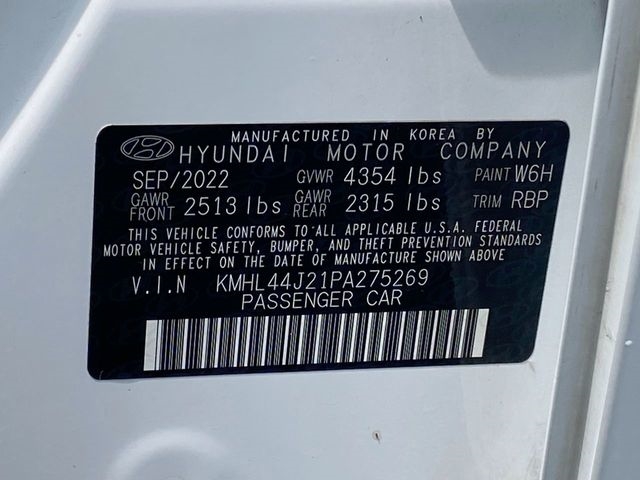 MANUFACTURED IN KOREA BY
HYUNDAI MOTOR COMPANY
SEP/2022 GVWR 4354 lbs PAINT W6H
GAWR FRONT 2513 lbs GAWR REAR 2315 lbs TRIM RBP
THIS VEHICLE CONFORMS TO ALL APPLICABLE U.S.A. FEDERAL
MOTOR VEHICLE SAFETY, BUMPER, AND THEFT PREVENTION STANDARDS
IN EFFECT ON THE DATE OF MANUFACTURE SHOWN ABOVE
V.I.N KMHL44J21PA275269
PASSENGER CAR